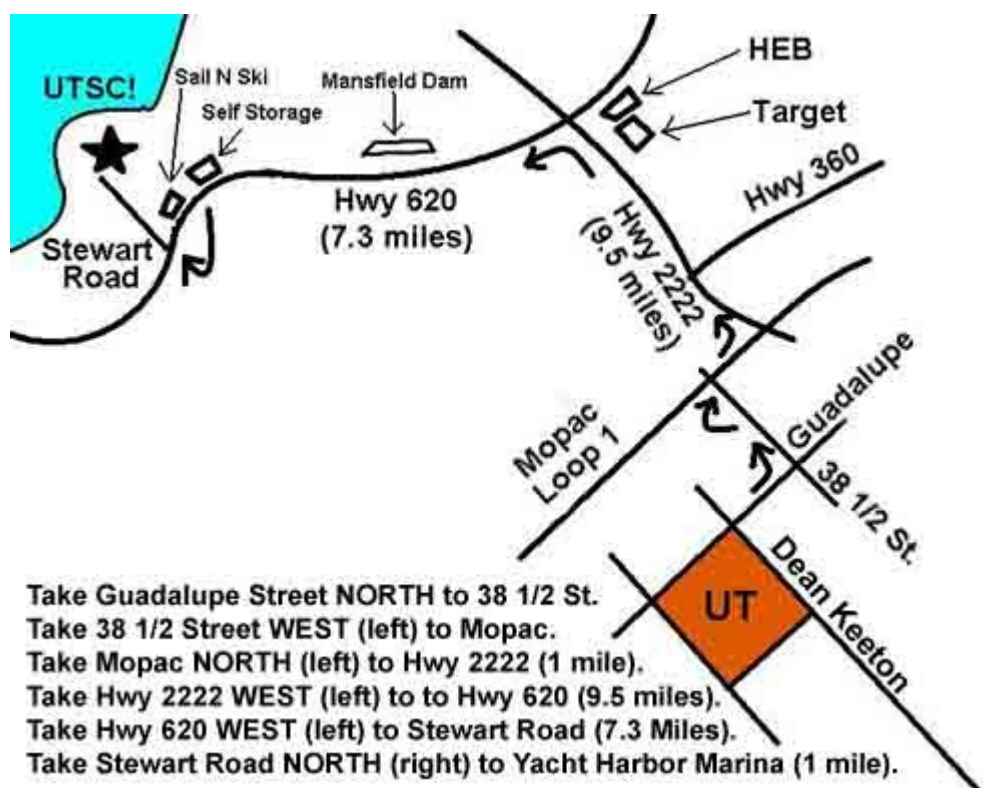 UTSC!
Sail N Ski
Self Storage
Mansfield Dam
HEB
Target
Hwy 360
Hwy 620
(7.3 miles)
Hwy 2222
(9.5 miles)
Stewart
Road
Mopac
Loop 1
Guadalupe
38 1/2 St.
Dean Keeton
UT
Take Guadalupe Street NORTH to 38 1/2 St.
Take 38 1/2 Street WEST (left) to Mopac.
Take Mopac NORTH (left) to Hwy 2222 (1 mile).
Take Hwy 2222 WEST (left) to to Hwy 620 (9.5 miles).
Take Hwy 620 WEST (left) to Stewart Road (7.3 Miles).
Take Stewart Road NORTH (right) to Yacht Harbor Marina (1 mile).